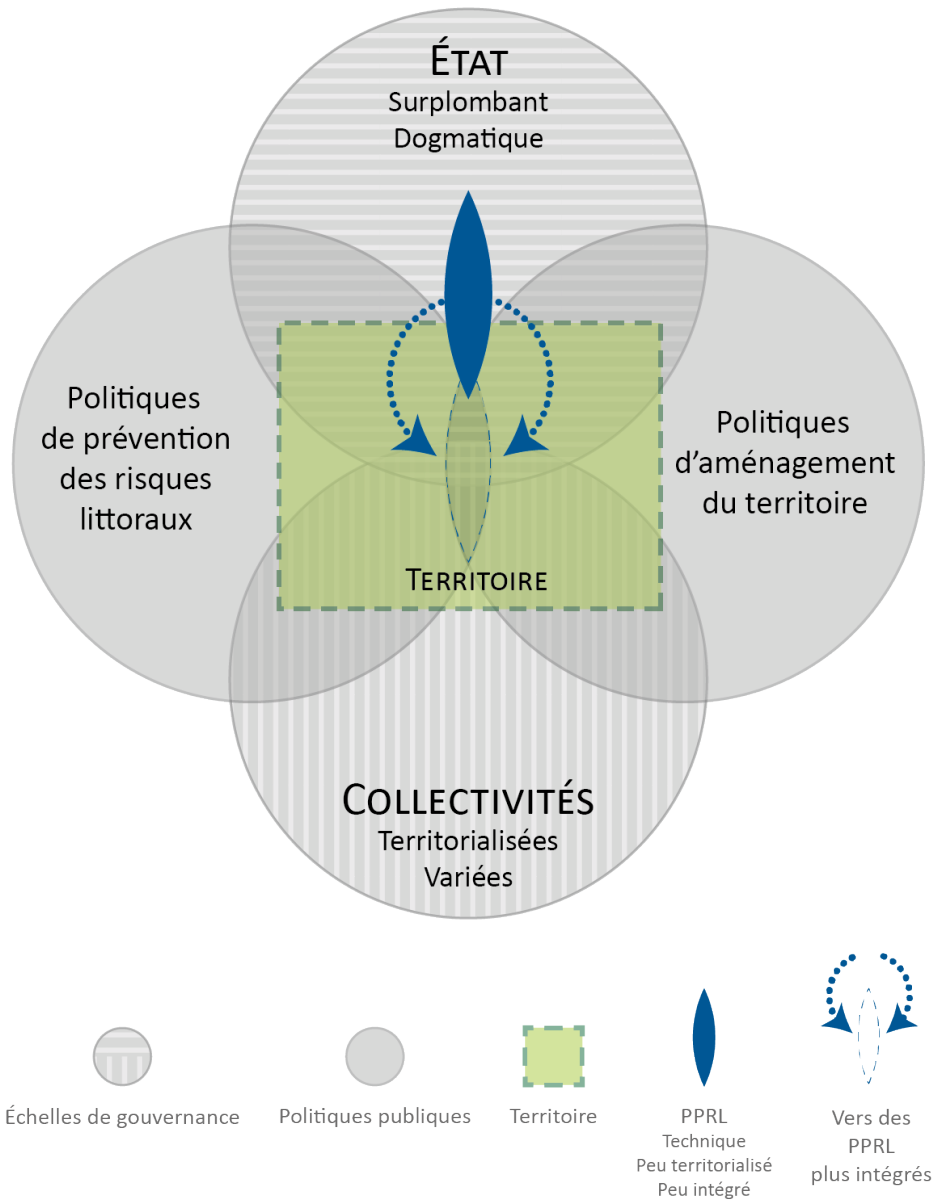 ÉTAT
Surplombant
Dogmatique
Politiques
de prévention
des risques
littoraux
Politiques
d’aménagement
du territoire
TERRITOIRE
COLLECTIVITÉS
Territorialisées
Variées
Échelles de gouvernance
Politiques publiques
Territoire
PPRL
Technique
Peu territorialisé
Peu intégré
Vers des
PPRL
plus intégrés